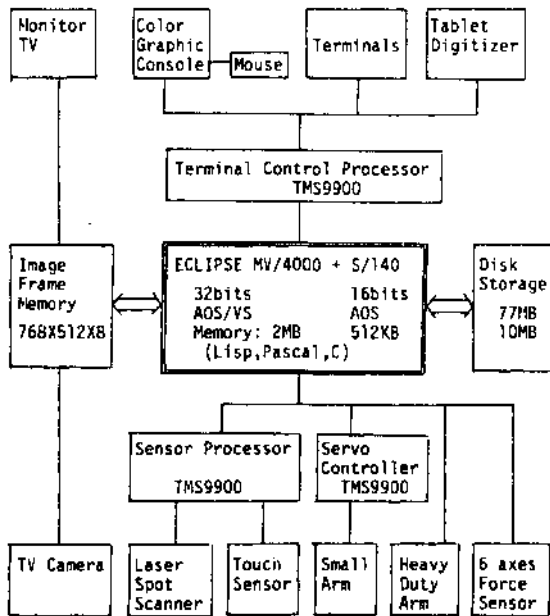 Monitor
TV
Color
Graphic
Console
Mouse
Terminals
Tablet
Digitizer
Terminal Control Processor
TMS9900
Image
Frame
Memory
768X512X8
ECLIPSE MV/4000 + S/140
32bits 16bits
AOS/VS AOS
Memory: 2MB 512KB
(Lisp,Pascal,C)
Disk
Storage
77MB
10MB
Sensor Processor
TMS9900
Servo
Controller
TMS9900
TV Camera
Laser
Spot
Scanner
Touch
Sensor
Small
Arm
Heavy
Duty
Arm
6 axes
Force
Sensor